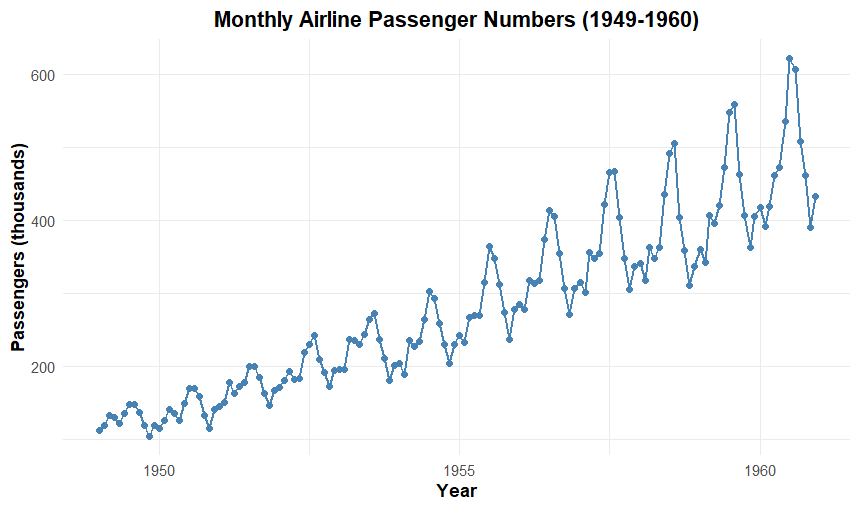 Monthly Airline Passenger Numbers (1949-1960)
Passengers (thousands)
600
400
200
1950 1955 1960
Year